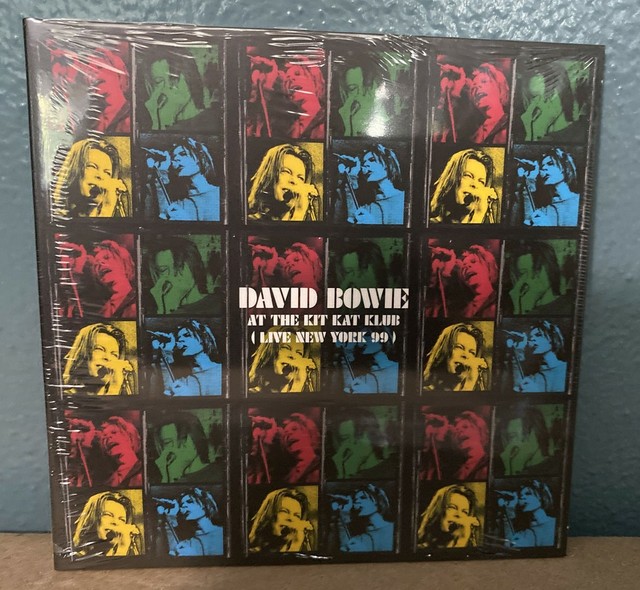 DAVID BOWIE
AT THE KIT KAT KLUB
( LIVE NEW YORK 99 )